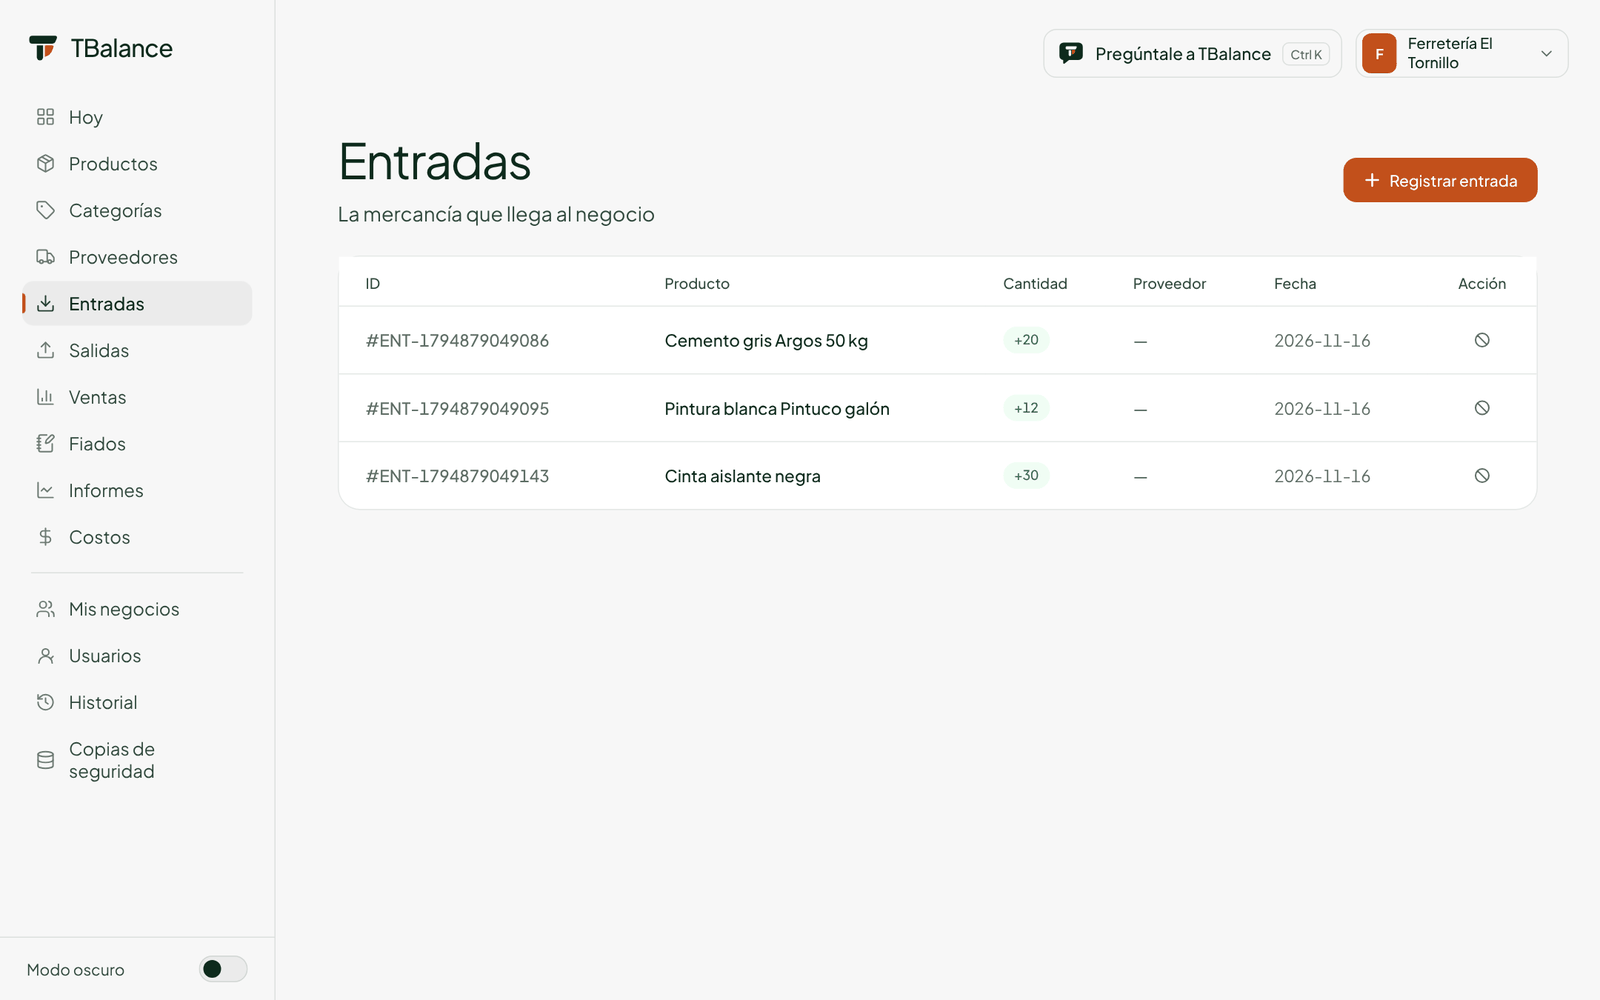 TBalance
Pregúntale a TBalance Ctrl K
F
Ferretería El
Tornillo
Hoy
Productos
Categorías
Proveedores
Entradas
Salidas
Ventas
Fiados
Informes
Costos
Mis negocios
Usuarios
Historial
Copias de
seguridad
Modo oscuro
Entradas
La mercancía que llega al negocio
+ Registrar entrada
ID Producto Cantidad Proveedor Fecha Acción
#ENT-1794879049086 Cemento gris Argos 50 kg +20 — 2026-11-16
#ENT-1794879049095 Pintura blanca Pintuco galón +12 — 2026-11-16
#ENT-1794879049143 Cinta aislante negra +30 — 2026-11-16